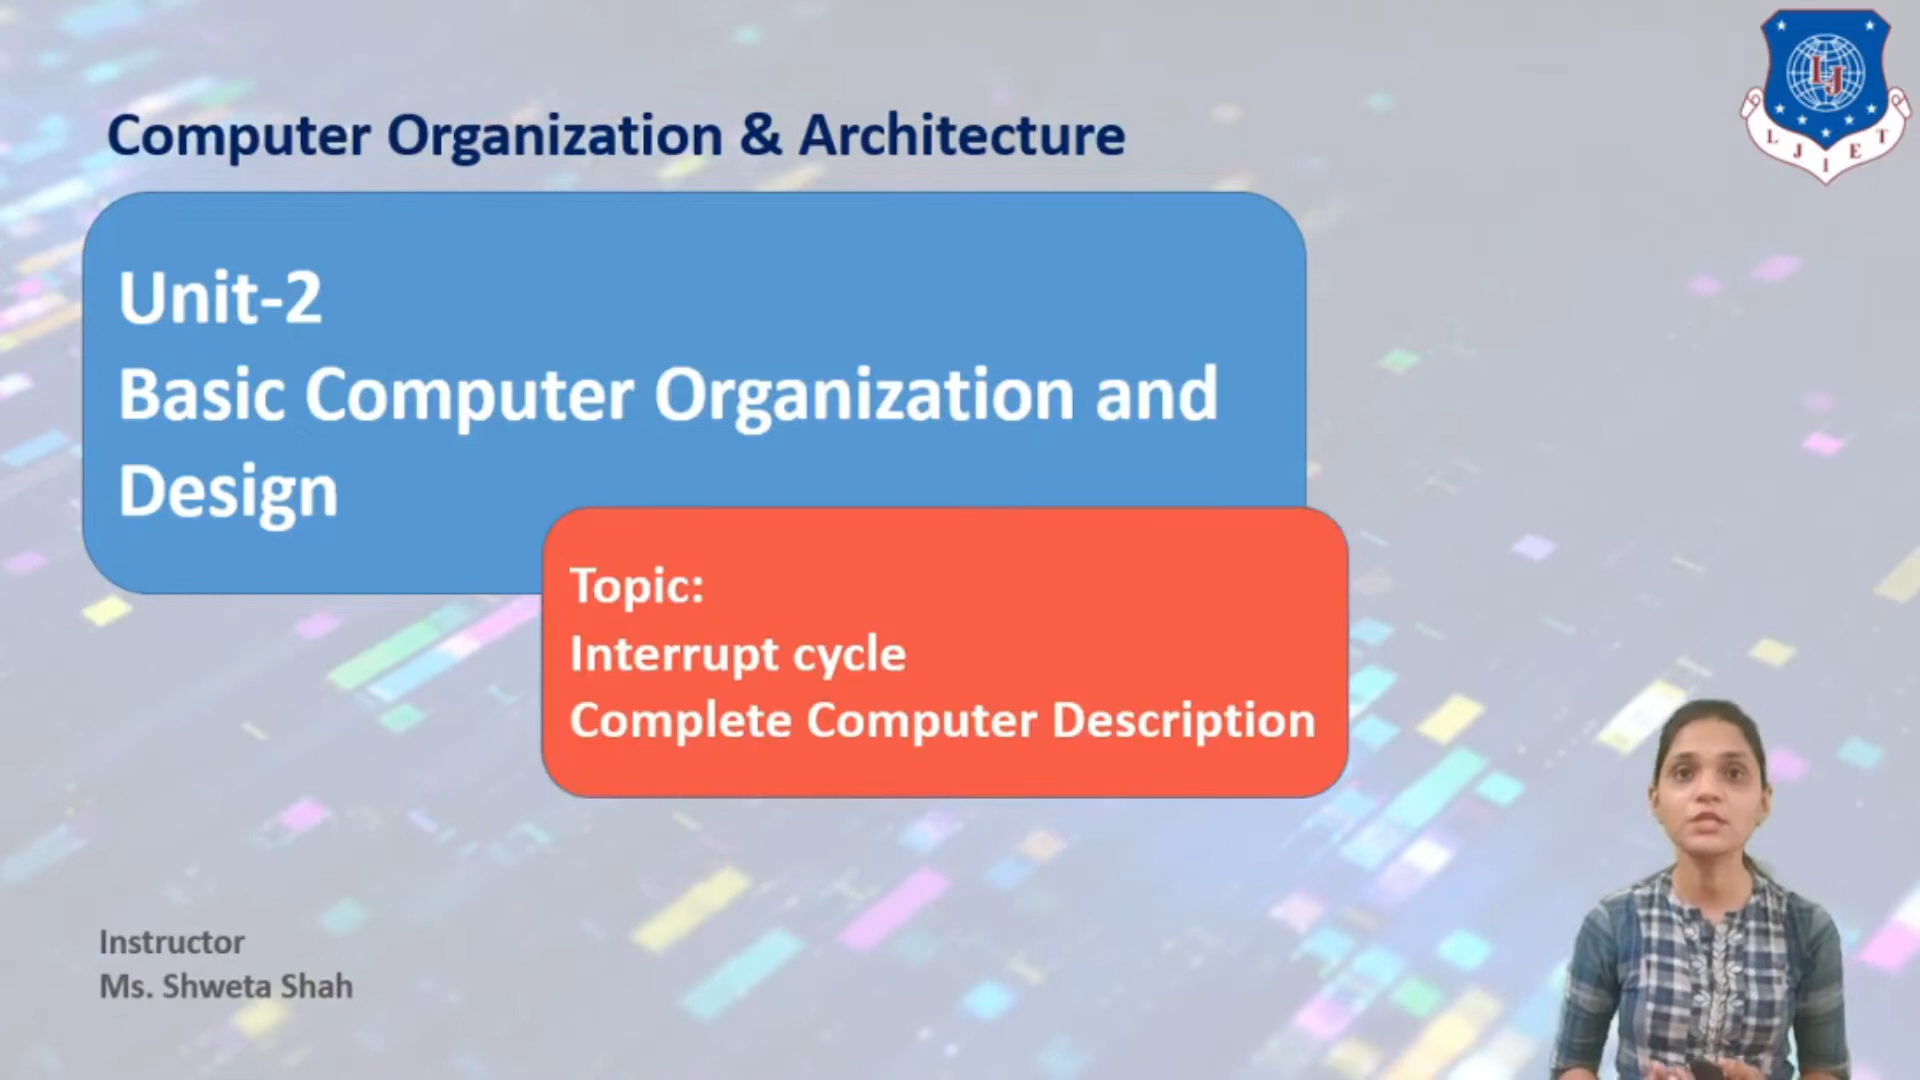 Computer Organization & Architecture
Unit-2
Basic Computer Organization and
Design
Topic:
Interrupt cycle
Complete Computer Description
Instructor
Ms. Shweta Shah
LJ
L J I E T